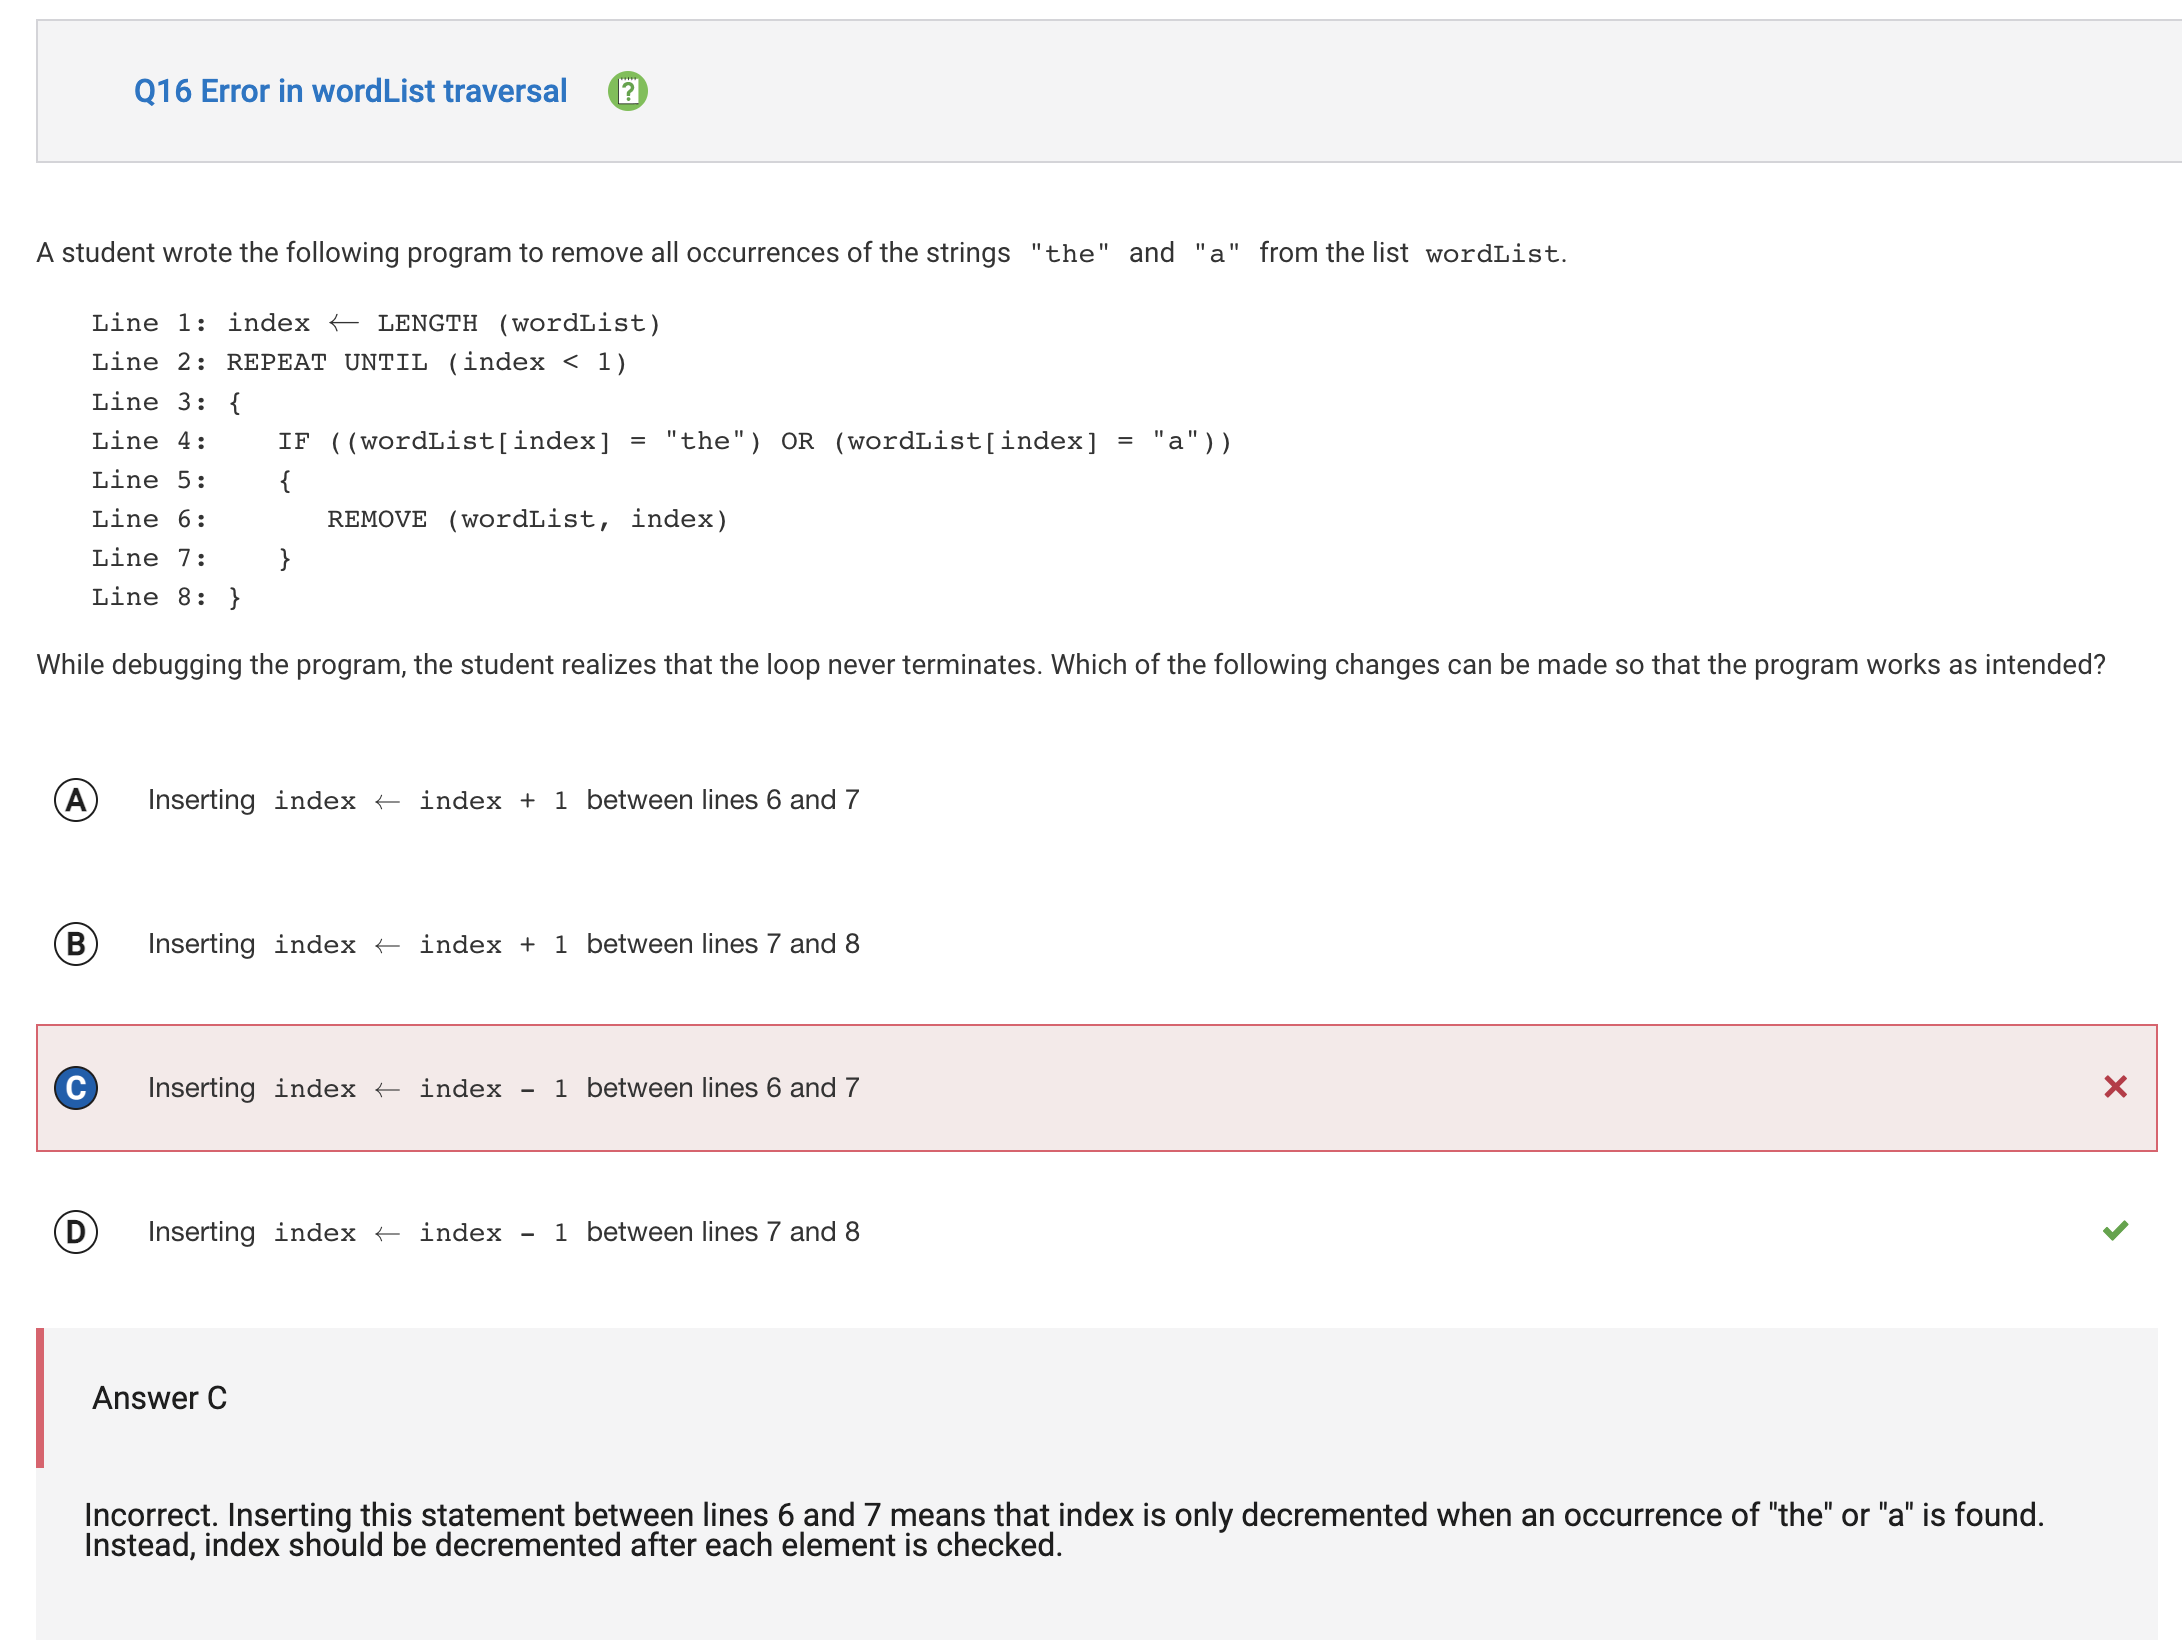 Q16 Error in wordList traversal
A student wrote the following program to remove all occurrences of the strings "the" and "a" from the list wordList.
Line 1: index ← LENGTH (wordList)
Line 2: REPEAT UNTIL (index < 1)
Line 3: {
Line 4:    IF ((wordList[index] = "the") OR (wordList[index] = "a"))
Line 5:    {
Line 6:       REMOVE (wordList, index)
Line 7:    }
Line 8: }
While debugging the program, the student realizes that the loop never terminates. Which of the following changes can be made so that the program works as intended?
A Inserting index ← index + 1 between lines 6 and 7
B Inserting index ← index + 1 between lines 7 and 8
C Inserting index ← index - 1 between lines 6 and 7
D Inserting index ← index - 1 between lines 7 and 8
Answer C
Incorrect. Inserting this statement between lines 6 and 7 means that index is only decremented when an occurrence of "the" or "a" is found.
Instead, index should be decremented after each element is checked.